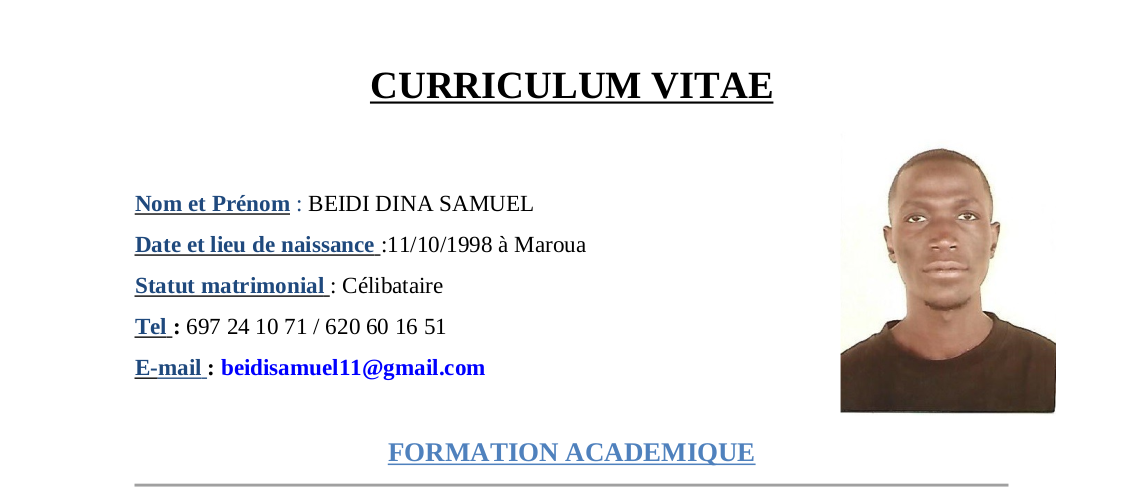 CURRICULUM VITAE
Nom et Prénom : BEIDI DINA SAMUEL
Date et lieu de naissance :11/10/1998 à Maroua
Statut matrimonial : Célibataire
Tel : 697 24 10 71 / 620 60 16 51
E-mail : beidisamuel11@gmail.com
FORMATION ACADEMIQUE